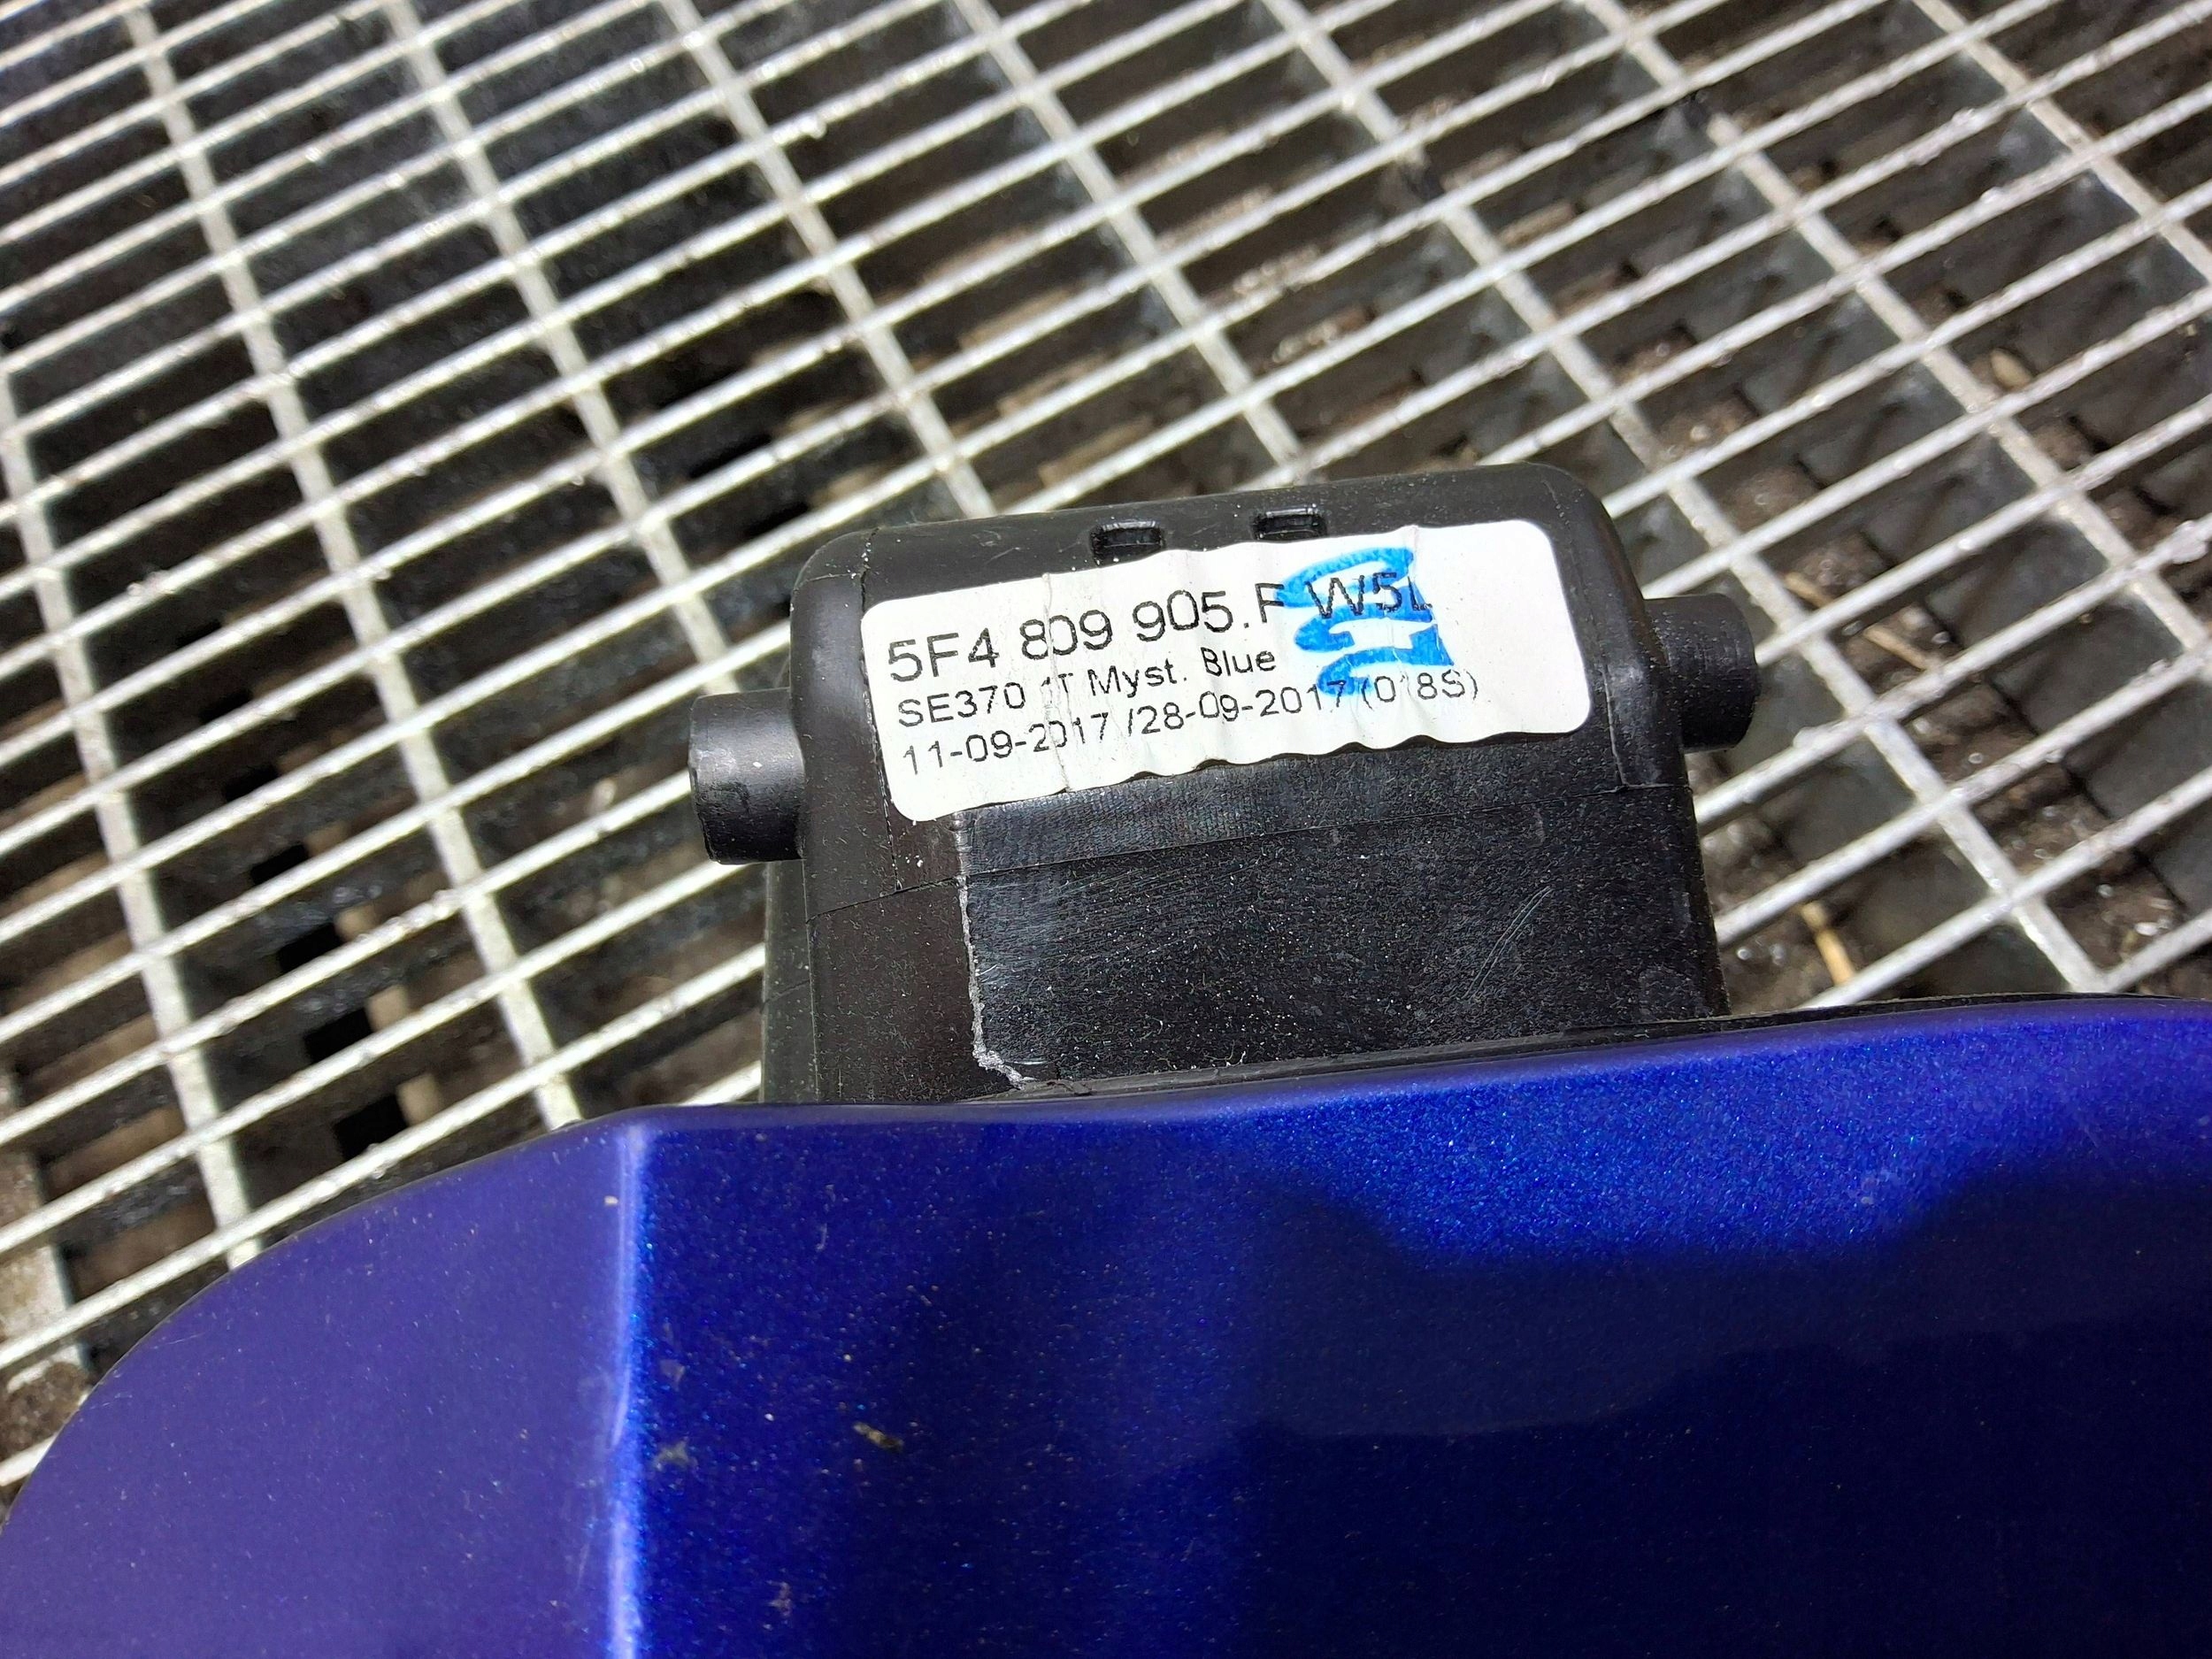 5F4 809 905.F W5L
SE370 1T Myst. Blue
11-09-2017 /28-09-2017 (018S)